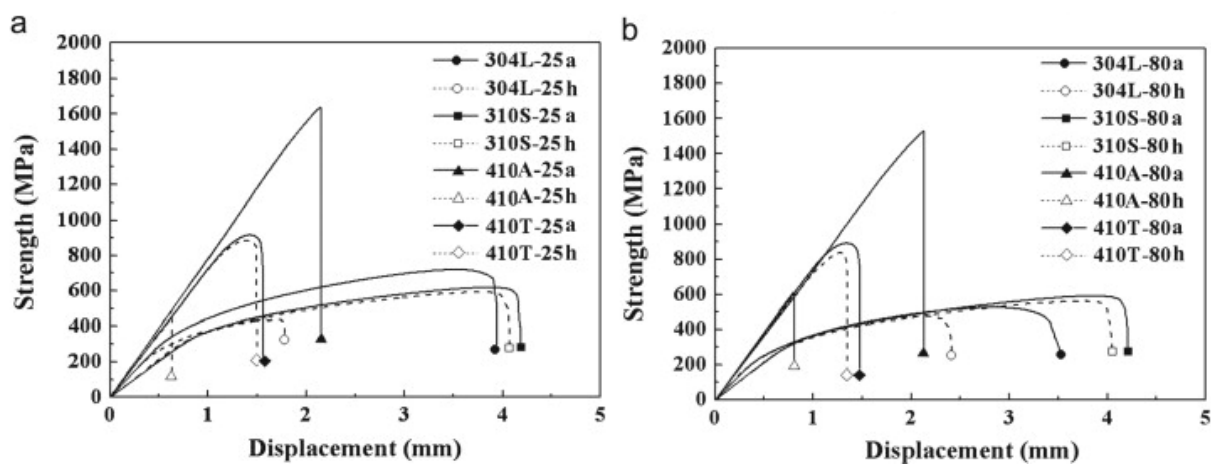 a
2000
1800
1600
1400
1200
1000
800
600
400
200
0
Strength (MPa)
0 1 2 3 4 5
Displacement (mm)
304L-25a
304L-25h
310S-25a
310S-25h
410A-25a
410A-25h
410T-25a
410T-25h
b
2000
1800
1600
1400
1200
1000
800
600
400
200
0
Strength (MPa)
0 1 2 3 4 5
Displacement (mm)
304L-80a
304L-80h
310S-80a
310S-80h
410A-80a
410A-80h
410T-80a
410T-80h